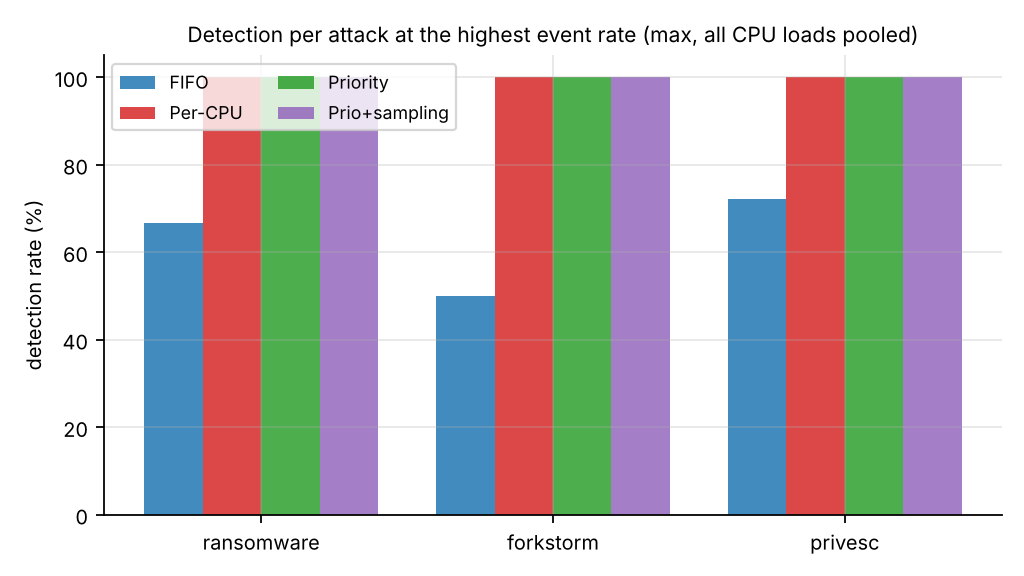 Detection per attack at the highest event rate (max, all CPU loads pooled)
FIFO
Priority
Per-CPU
Prio+sampling
detection rate (%)
100
80
60
40
20
0
ransomware
forkstorm
privesc